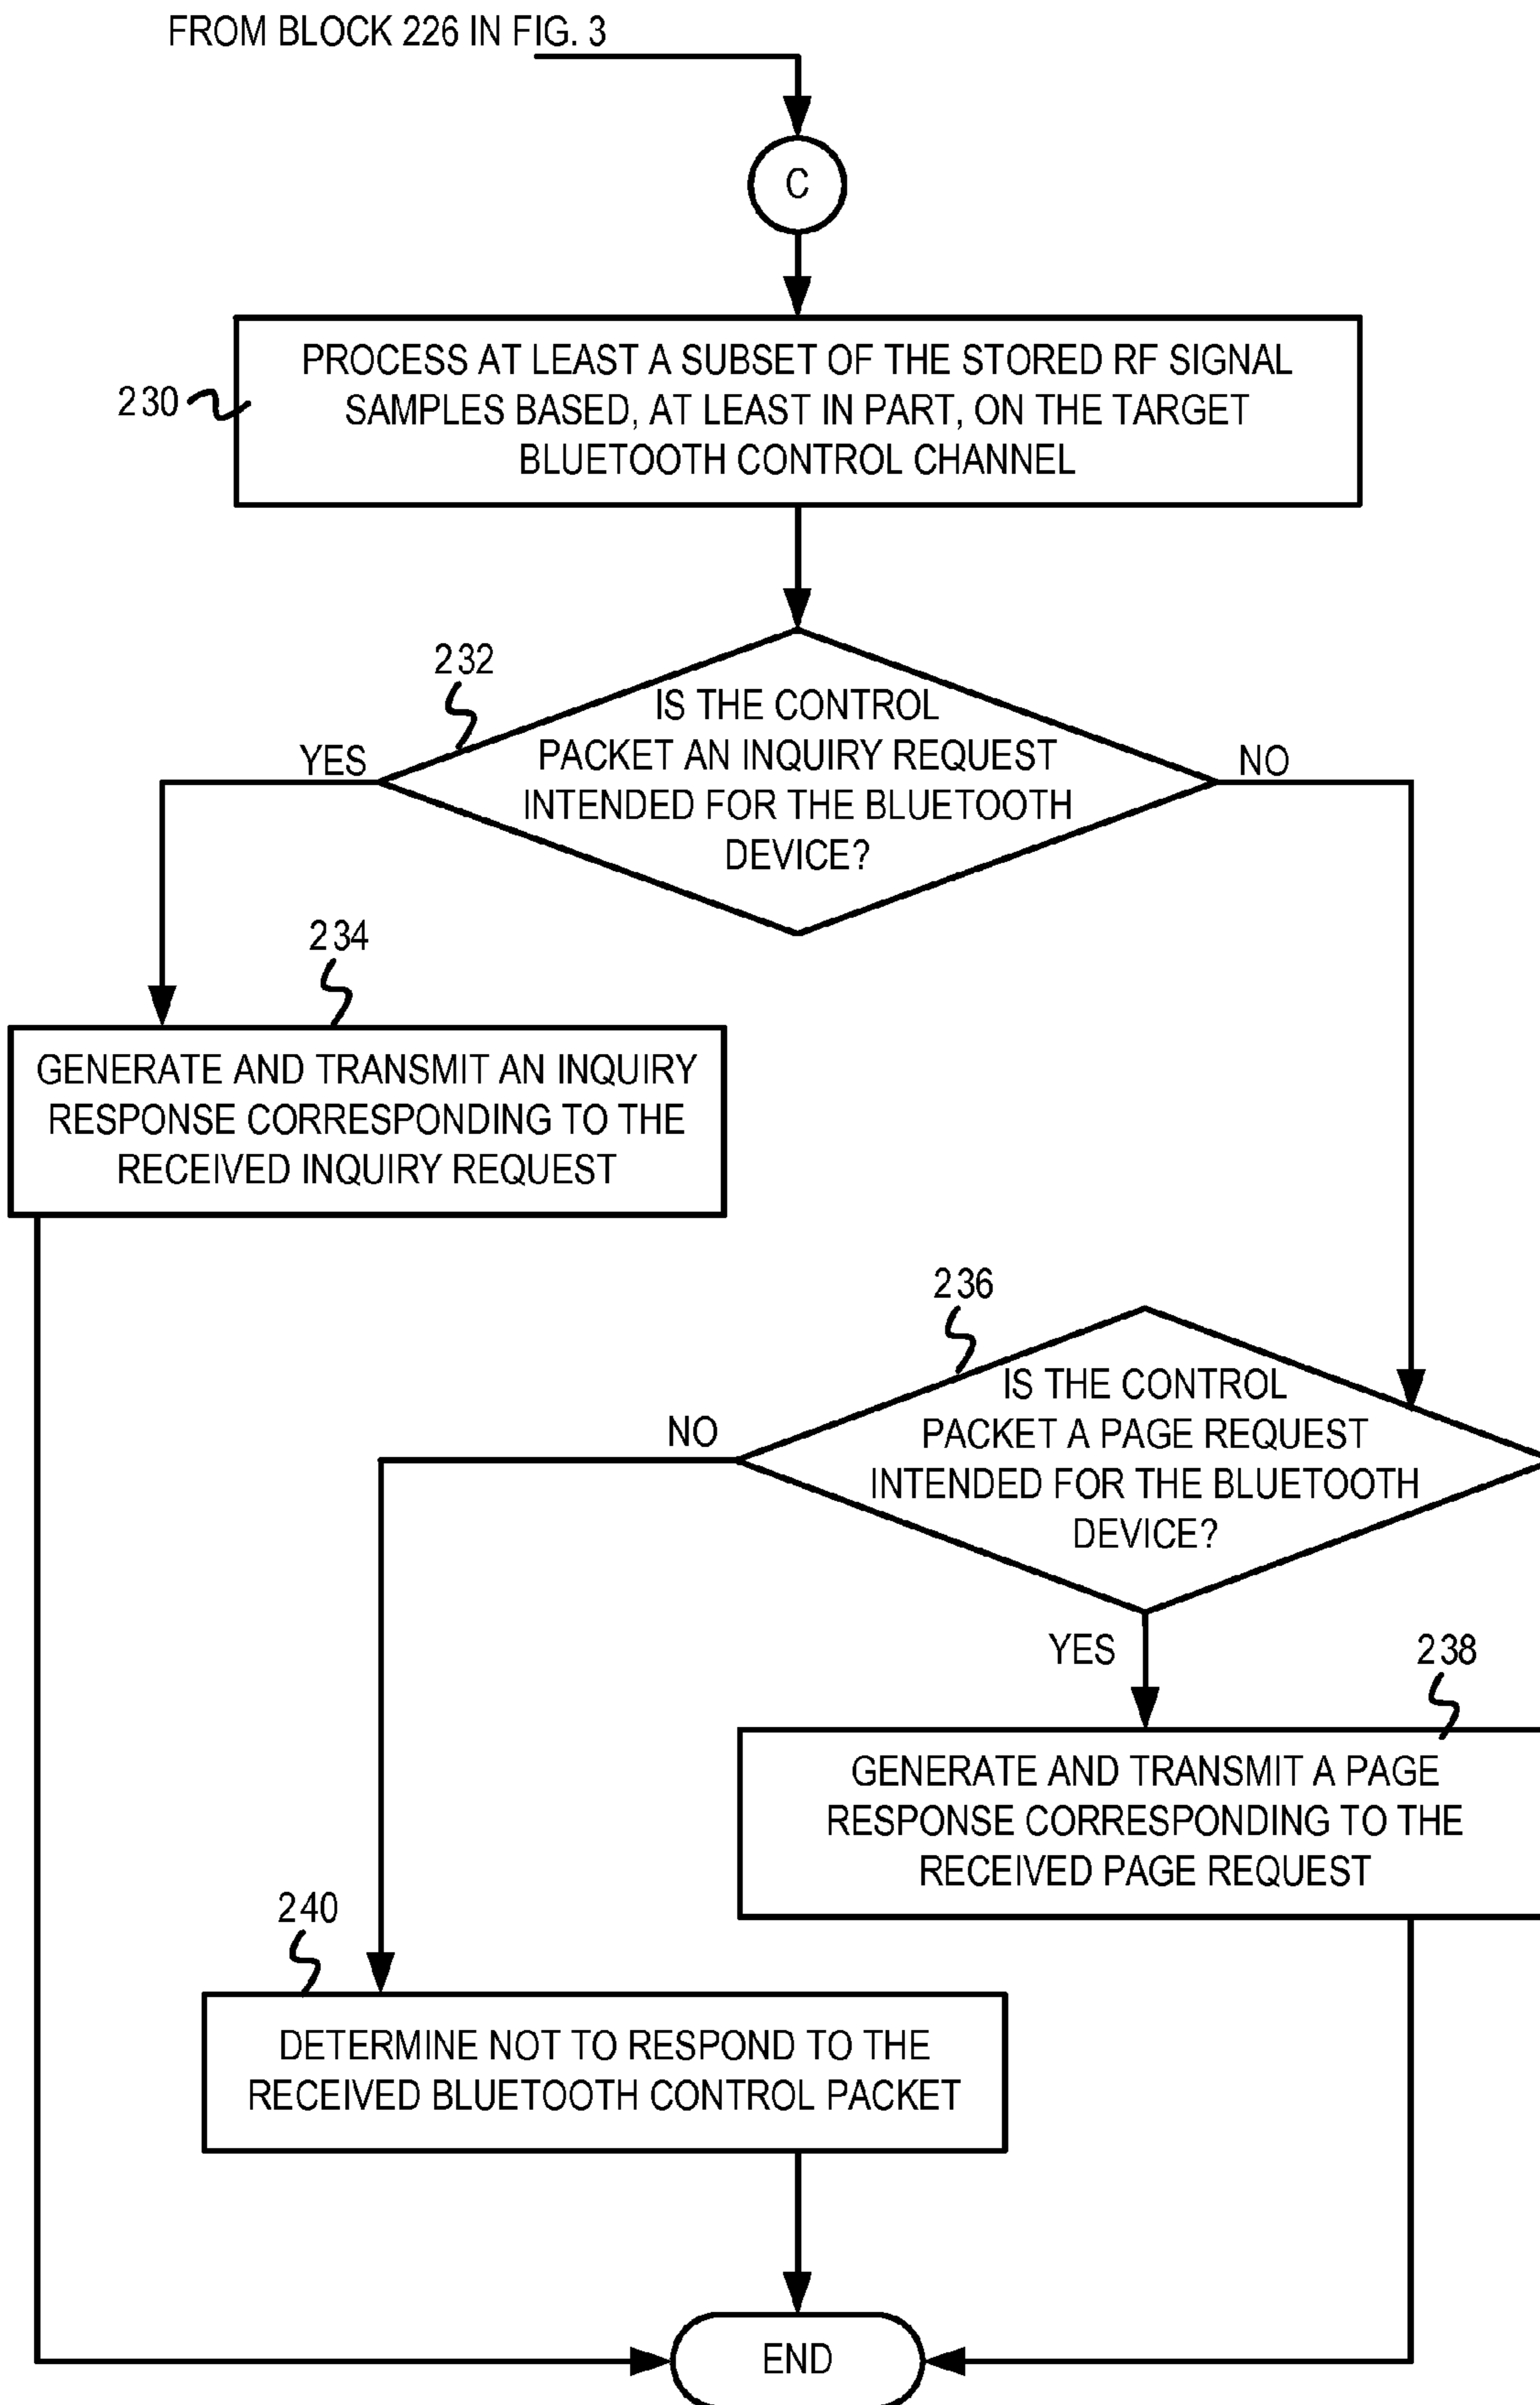 FROM BLOCK 226 IN FIG. 3
C
230
PROCESS AT LEAST A SUBSET OF THE STORED RF SIGNAL
SAMPLES BASED, AT LEAST IN PART, ON THE TARGET
BLUETOOTH CONTROL CHANNEL
232
IS THE CONTROL
PACKET AN INQUIRY REQUEST
INTENDED FOR THE BLUETOOTH
DEVICE?
YES
NO
234
GENERATE AND TRANSMIT AN INQUIRY
RESPONSE CORRESPONDING TO THE
RECEIVED INQUIRY REQUEST
236
IS THE CONTROL
PACKET A PAGE REQUEST
INTENDED FOR THE BLUETOOTH
DEVICE?
NO
YES
238
GENERATE AND TRANSMIT A PAGE
RESPONSE CORRESPONDING TO THE
RECEIVED PAGE REQUEST
240
DETERMINE NOT TO RESPOND TO THE
RECEIVED BLUETOOTH CONTROL PACKET
END